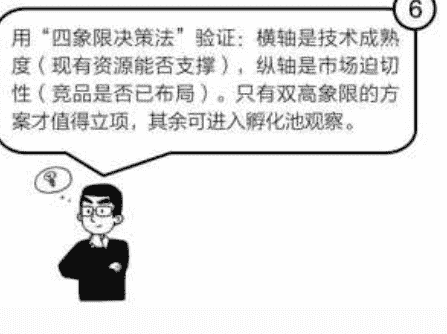 6
用“四象限决策法”验证：横轴是技术成熟
度（现有资源能否支撑），纵轴是市场迫切
性（竞品是否已布局）。只有双高象限的方
案才值得立项，其余可进入孵化池观察。